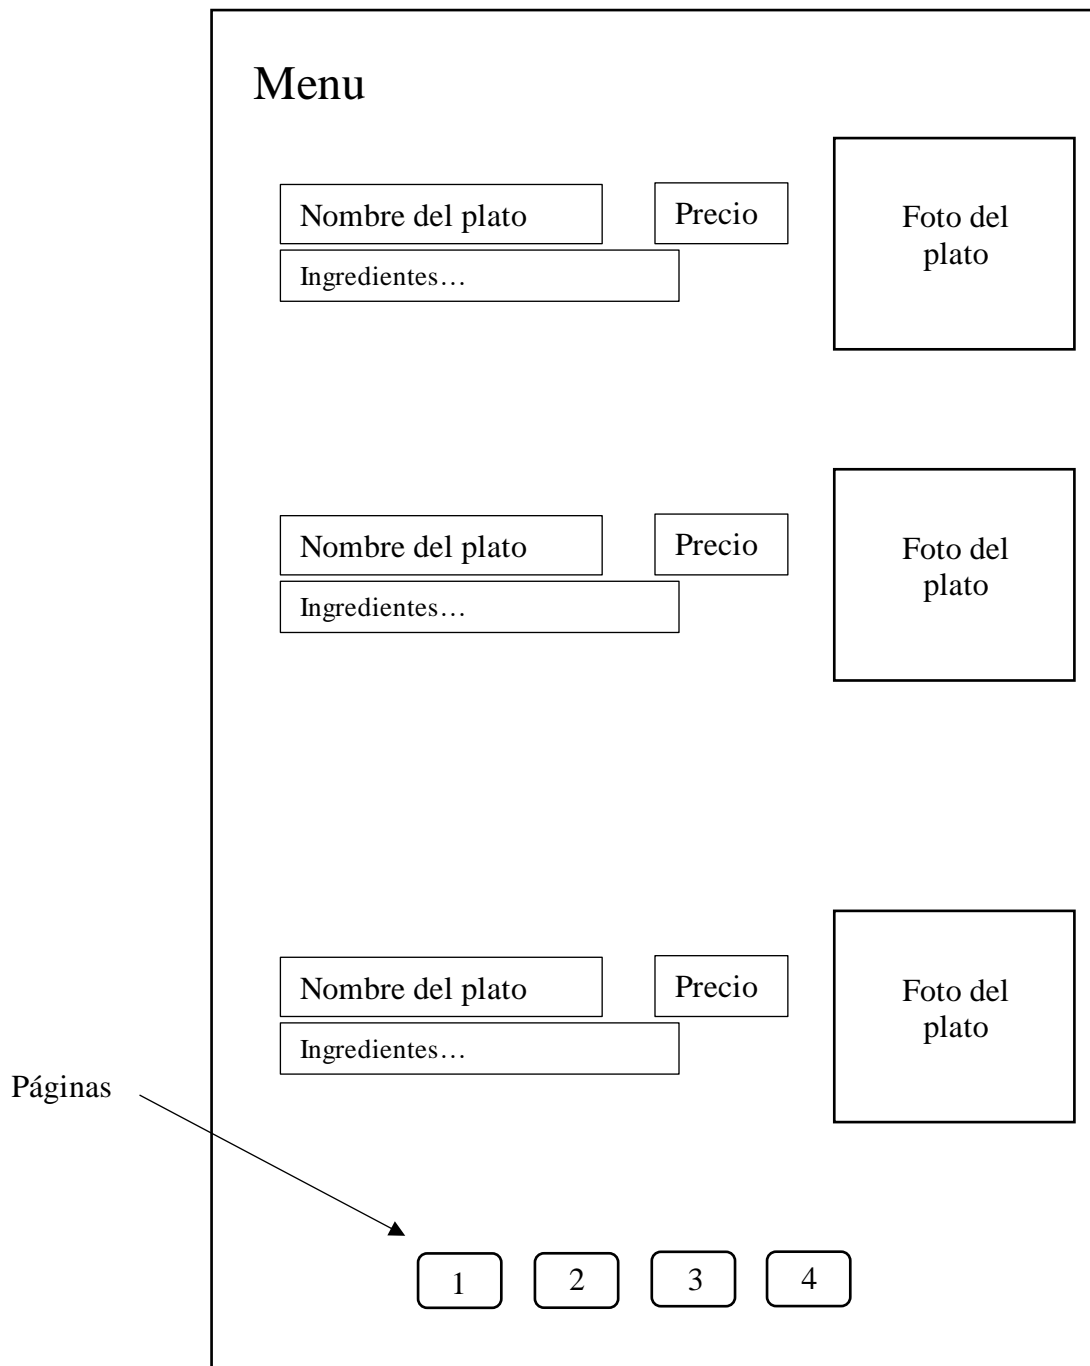 Menu
Nombre del plato
Precio
Foto del
plato
Ingredientes…
Nombre del plato
Precio
Foto del
plato
Ingredientes…
Nombre del plato
Precio
Foto del
plato
Ingredientes…
Páginas
1
2
3
4